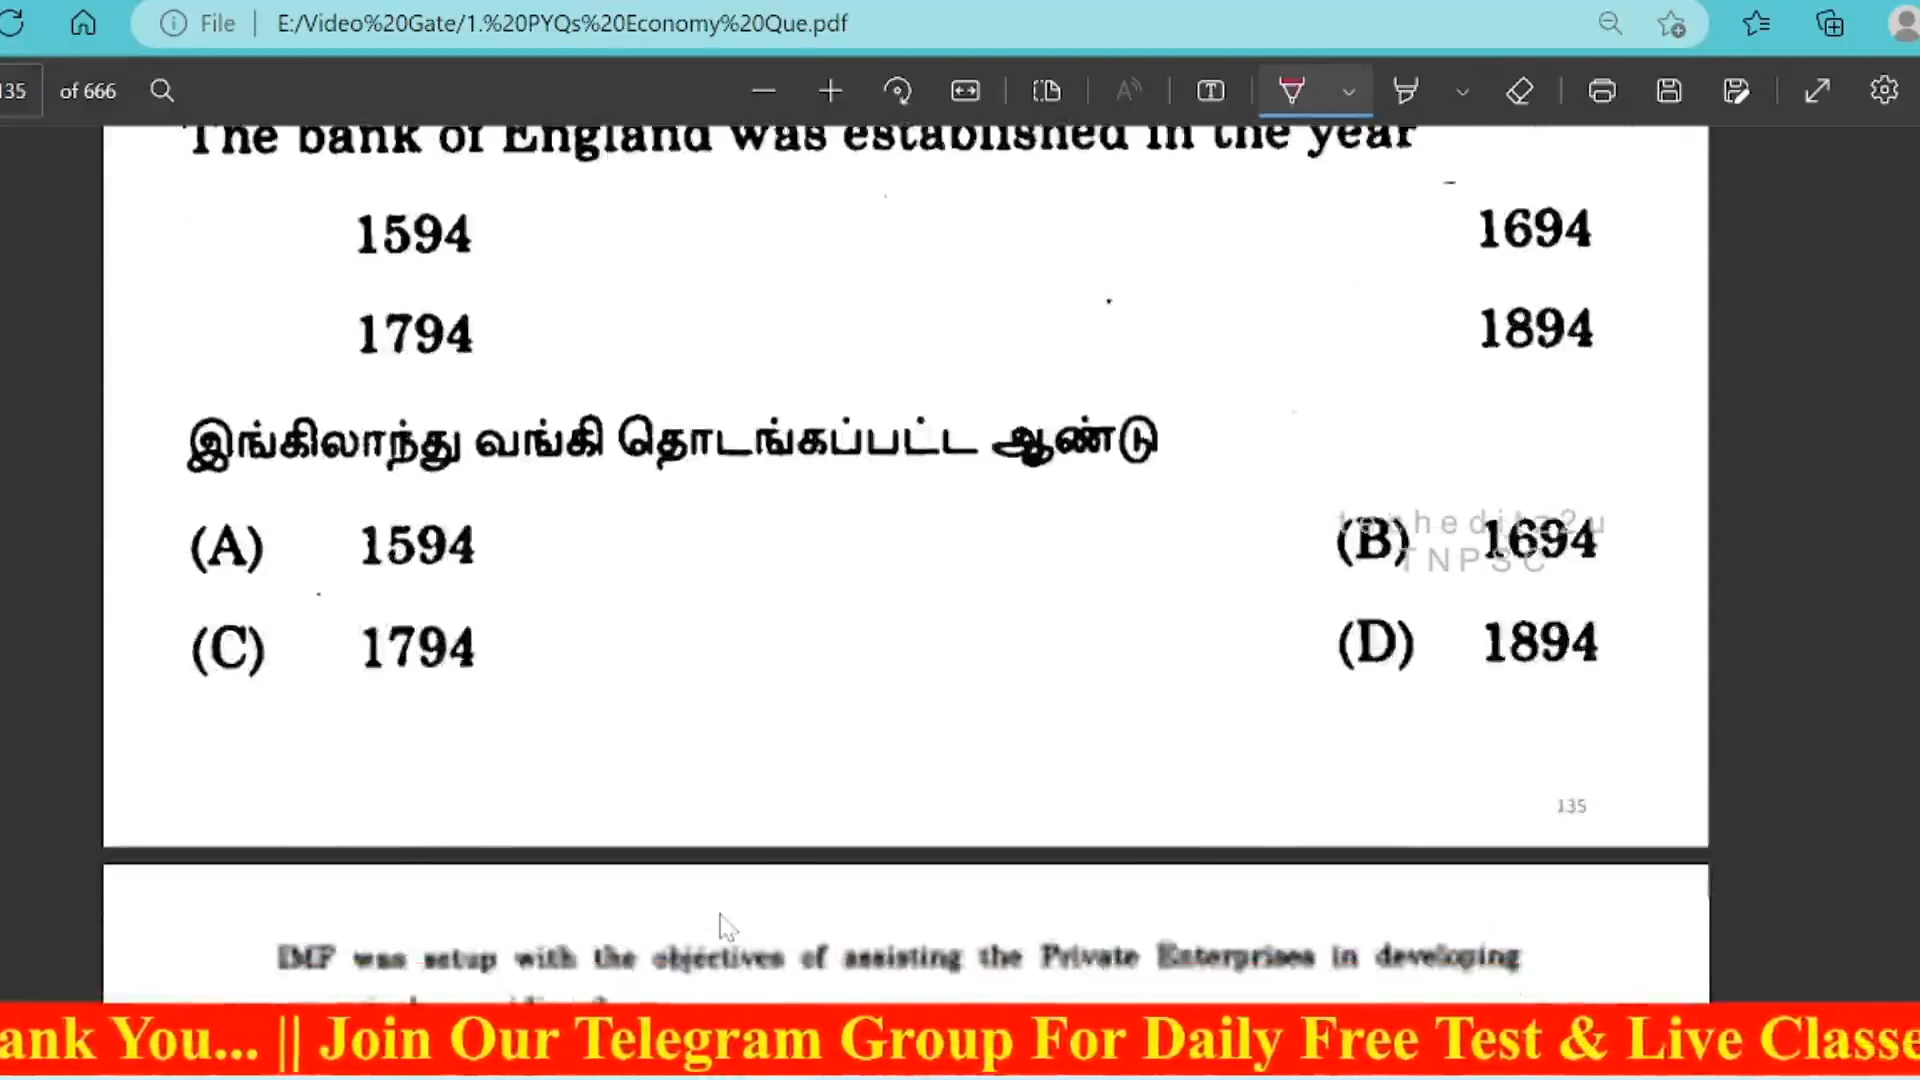 File | E:/Video%20Gate/1.%20PYQs%20Economy%20Que.pdf
135 of 666
The bank of England was established in the year
1594 1694
1794 1894
இங்கிலாந்து வங்கி தொடங்கப்பட்ட ஆண்டு
(A) 1594 (B) 1694
TNPSC
(C) 1794 (D) 1894
135
IMF was setup with the objectives of assisting the Private Enterprises in developing
ank You... || Join Our Telegram Group For Daily Free Test & Live Classe